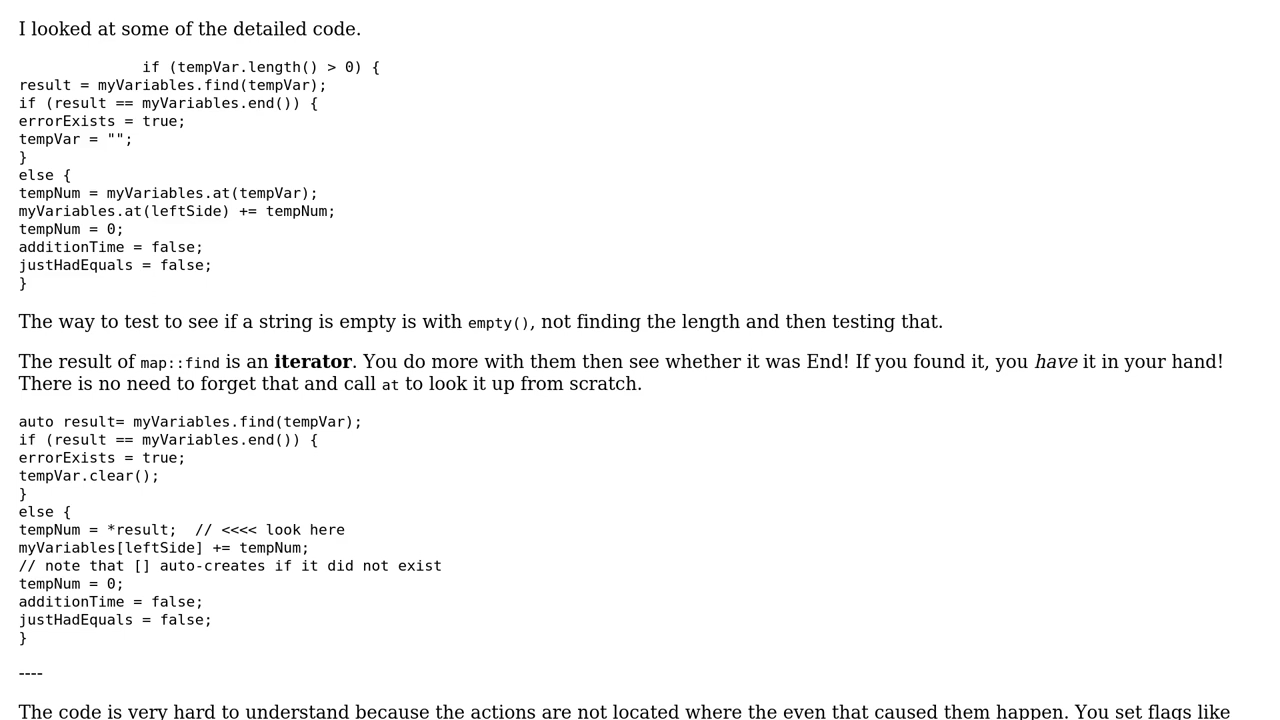 I looked at some of the detailed code.
if (tempVar.length() > 0) {
result = myVariables.find(tempVar);
if (result == myVariables.end()) {
errorExists = true;
tempVar = "";
}
else {
tempNum = myVariables.at(tempVar);
myVariables.at(leftSide) += tempNum;
tempNum = 0;
additionTime = false;
justHadEquals = false;
}
The way to test to see if a string is empty is with empty(), not finding the length and then testing that.
The result of map::find is an iterator. You do more with them then see whether it was End! If you found it, you have it in your hand!
There is no need to forget that and call at to look it up from scratch.
auto result= myVariables.find(tempVar);
if (result == myVariables.end()) {
errorExists = true;
tempVar.clear();
}
else {
tempNum = *result;  // <<<< look here
myVariables[leftSide] += tempNum;
// note that [] auto-creates if it did not exist
tempNum = 0;
additionTime = false;
justHadEquals = false;
}
----
The code is very hard to understand because the actions are not located where the even that caused them happen. You set flags like